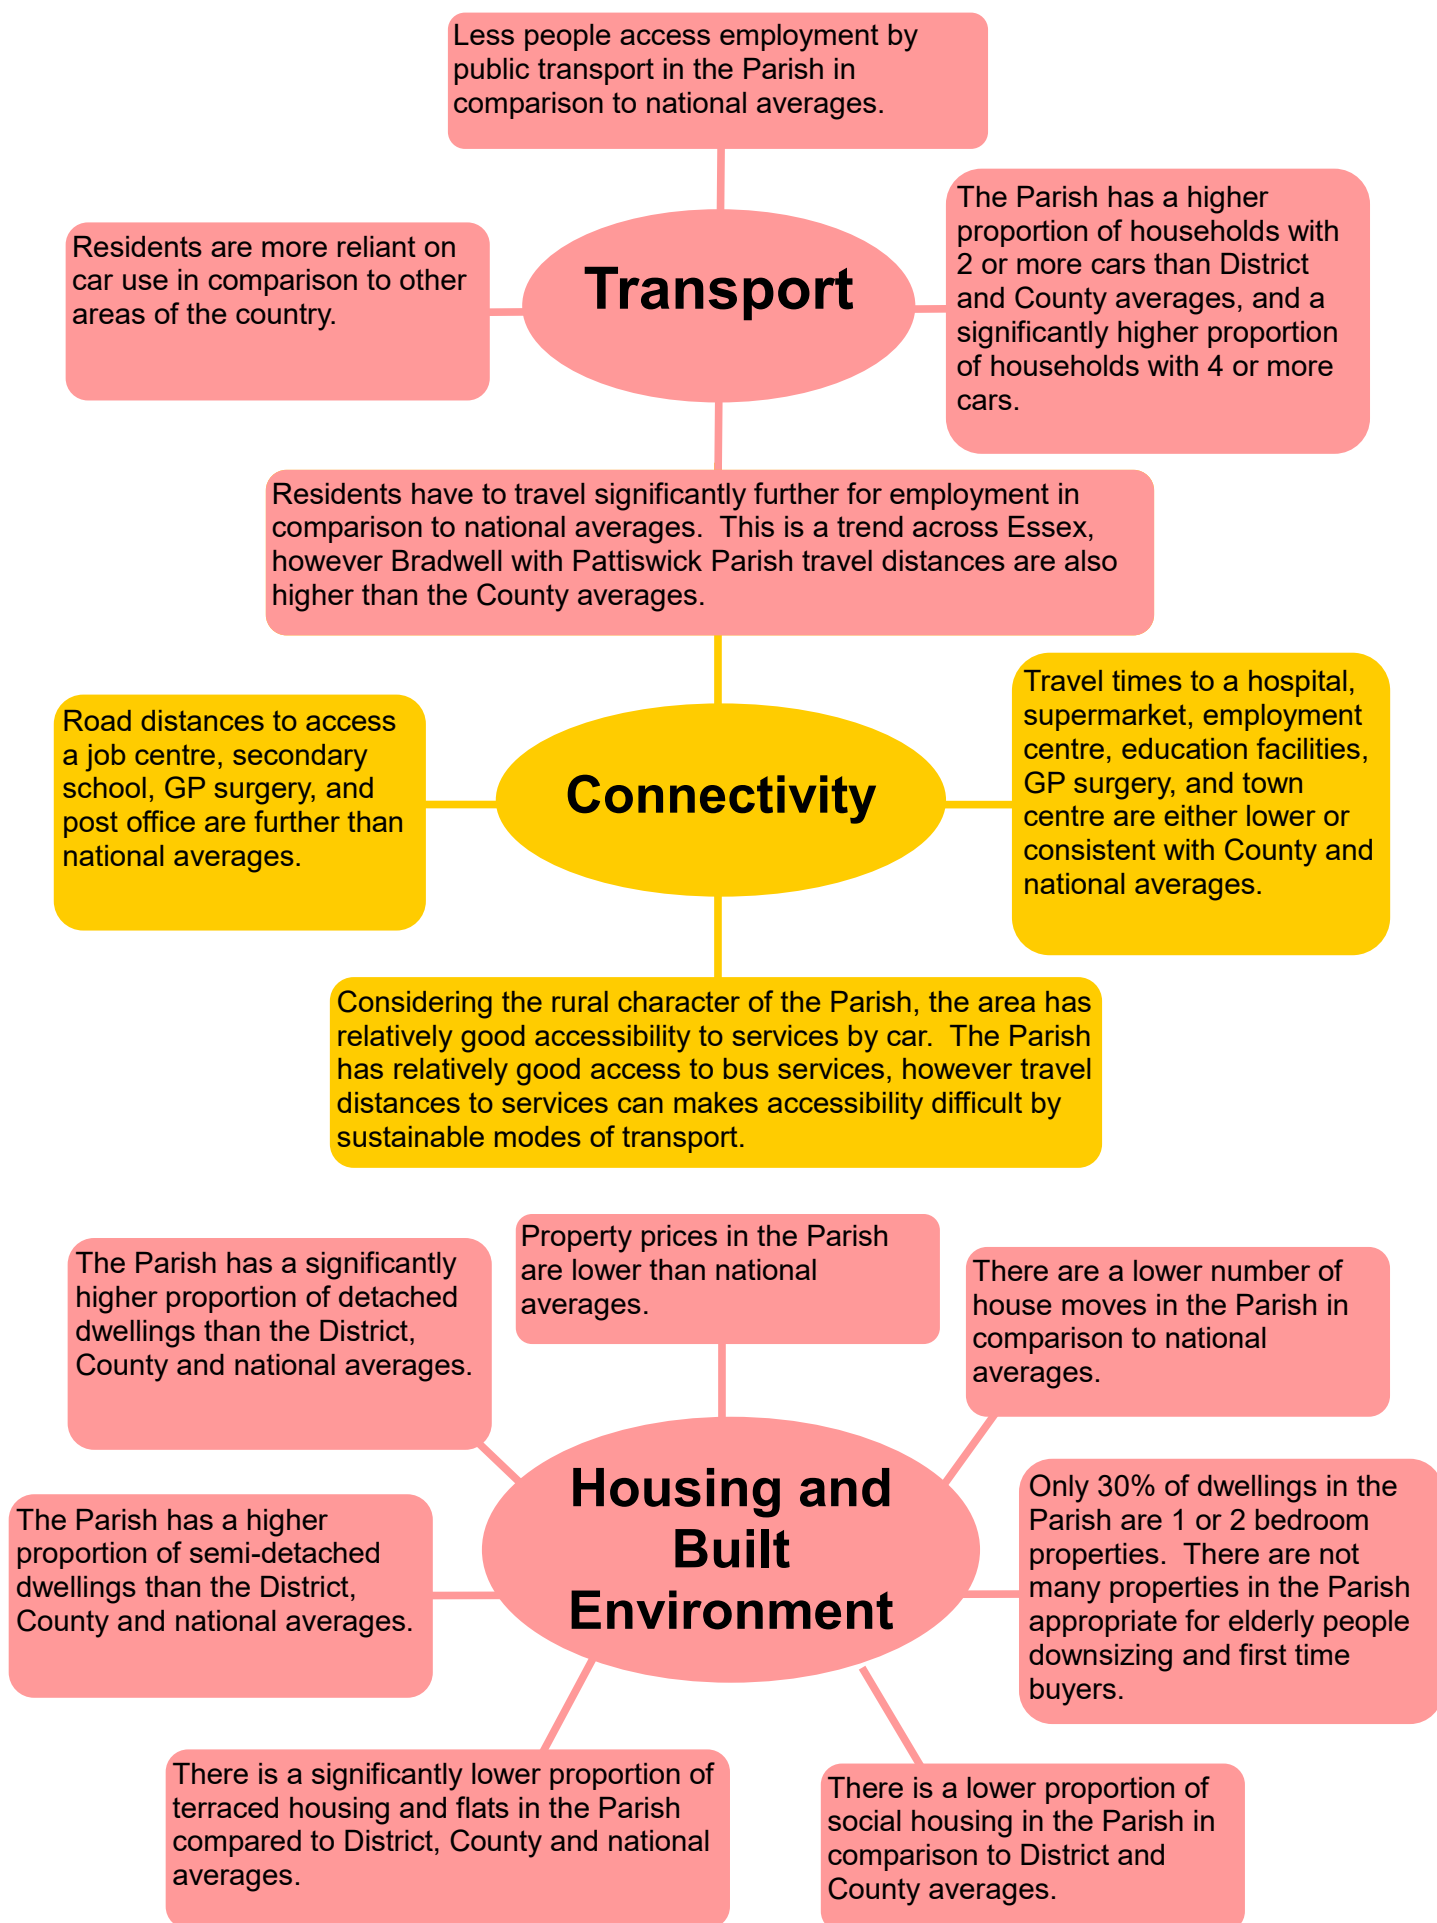 Less people access employment by
public transport in the Parish in
comparison to national averages.
Residents are more reliant on
car use in comparison to other
areas of the country.
Transport
The Parish has a higher
proportion of households with
2 or more cars than District
and County averages, and a
significantly higher proportion
of households with 4 or more
cars.
Residents have to travel significantly further for employment in
comparison to national averages.  This is a trend across Essex,
however Bradwell with Pattiswick Parish travel distances are also
higher than the County averages.
Road distances to access
a job centre, secondary
school, GP surgery, and
post office are further than
national averages.
Connectivity
Travel times to a hospital,
supermarket, employment
centre, education facilities,
GP surgery, and town
centre are either lower or
consistent with County and
national averages.
Considering the rural character of the Parish, the area has
relatively good accessibility to services by car.  The Parish
has relatively good access to bus services, however travel
distances to services can makes accessibility difficult by
sustainable modes of transport.
The Parish has a significantly
higher proportion of detached
dwellings than the District,
County and national averages.
Property prices in the Parish
are lower than national
averages.
There are a lower number of
house moves in the Parish in
comparison to national
averages.
The Parish has a higher
proportion of semi-detached
dwellings than the District,
County and national averages.
Housing and
Built
Environment
Only 30% of dwellings in the
Parish are 1 or 2 bedroom
properties.  There are not
many properties in the Parish
appropriate for elderly people
downsizing and first time
buyers.
There is a significantly lower proportion of
terraced housing and flats in the Parish
compared to District, County and national
averages.
There is a lower proportion of
social housing in the Parish in
comparison to District and
County averages.